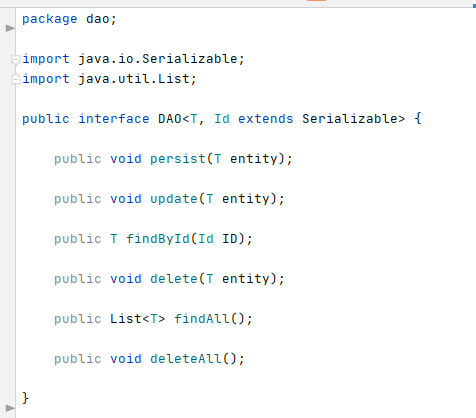 package dao;
import java.io.Serializable;
import java.util.List;
public interface DAO<T, Id extends Serializable> {
public void persist(T entity);
public void update(T entity);
public T findById(Id ID);
public void delete(T entity);
public List<T> findAll();
public void deleteAll();
}